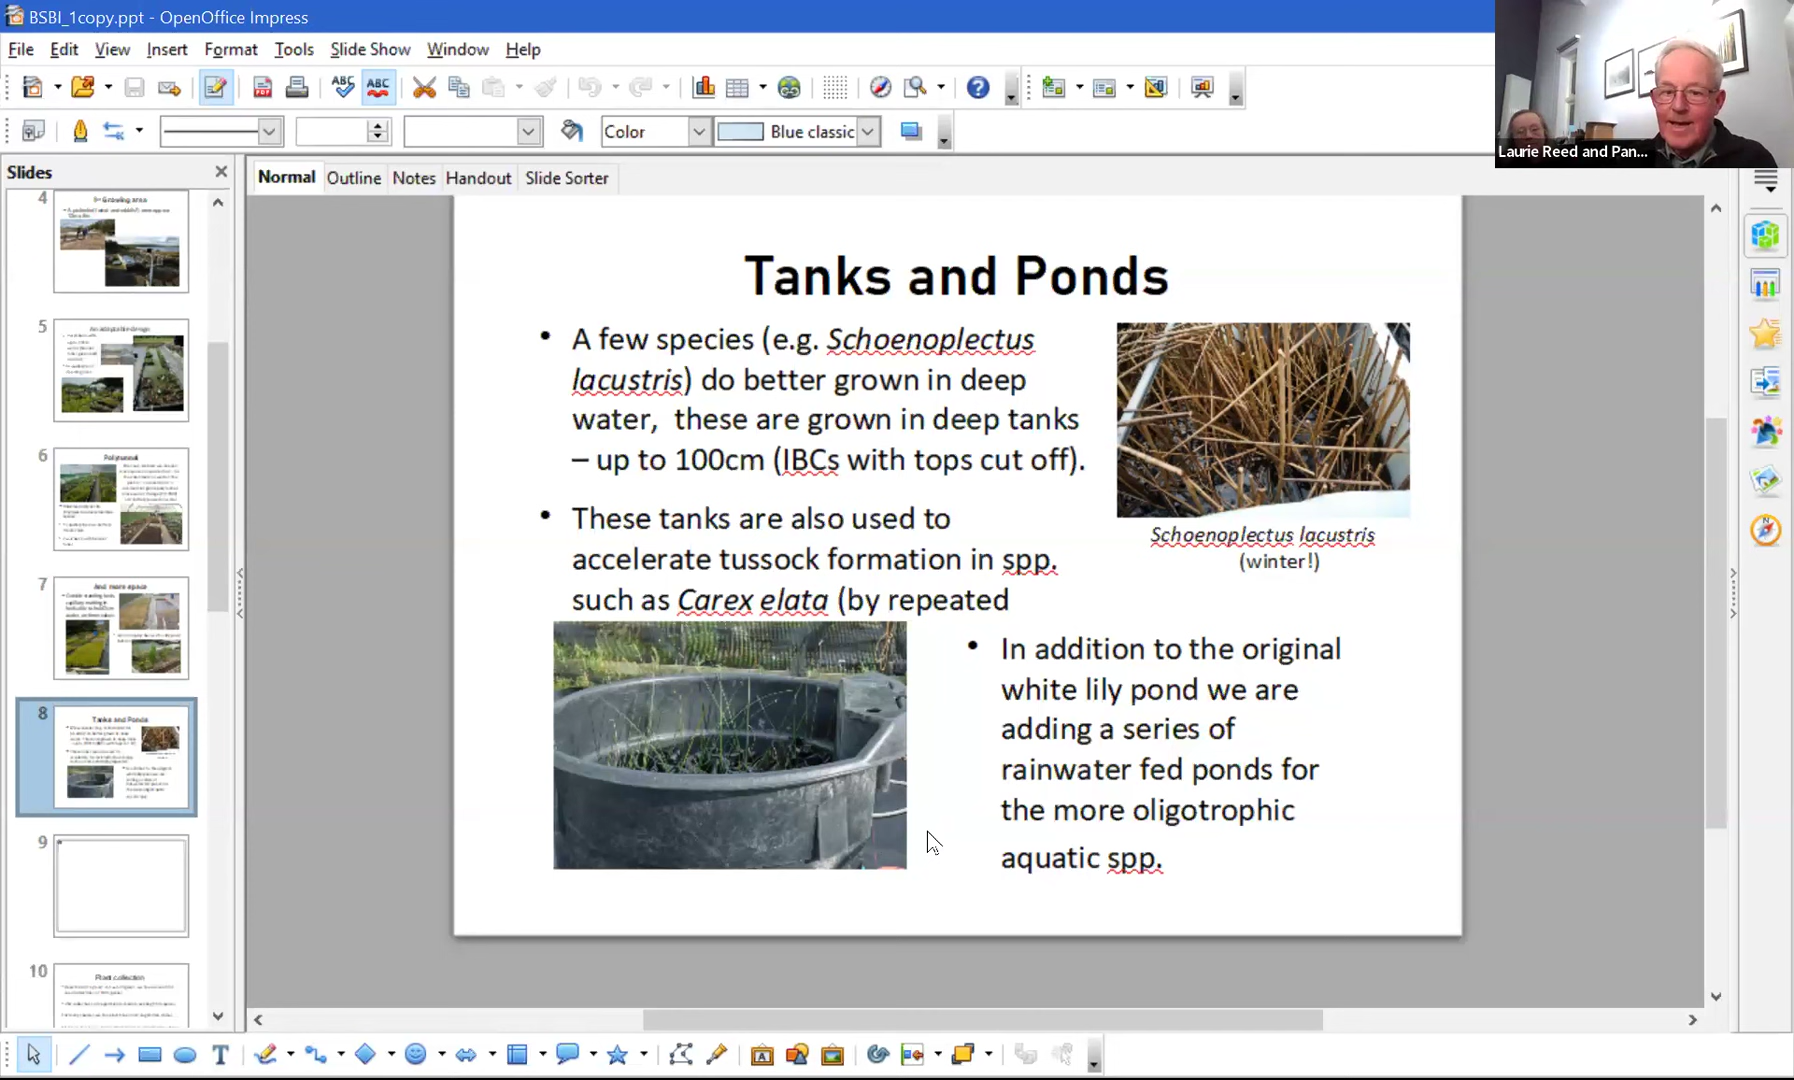 BSBI_1copy.ppt - OpenOffice Impress
File Edit View Insert Format Tools Slide Show Window Help
Color
Blue classic
Laurie Reed and Pan...
Slides
Normal Outline Notes Handout Slide Sorter
4
Growing area
5
An adaptable design
6
Polytunnel
7
And more space
8
Tanks and Ponds
9
10
Plant collection
Tanks and Ponds
• A few species (e.g. Schoenoplectus
lacustris) do better grown in deep
water, these are grown in deep tanks
– up to 100cm (IBCs with tops cut off).
• These tanks are also used to
accelerate tussock formation in spp.
such as Carex elata (by repeated
Schoenoplectus lacustris
(winter!)
• In addition to the original
white lily pond we are
adding a series of
rainwater fed ponds for
the more oligotrophic
aquatic spp.